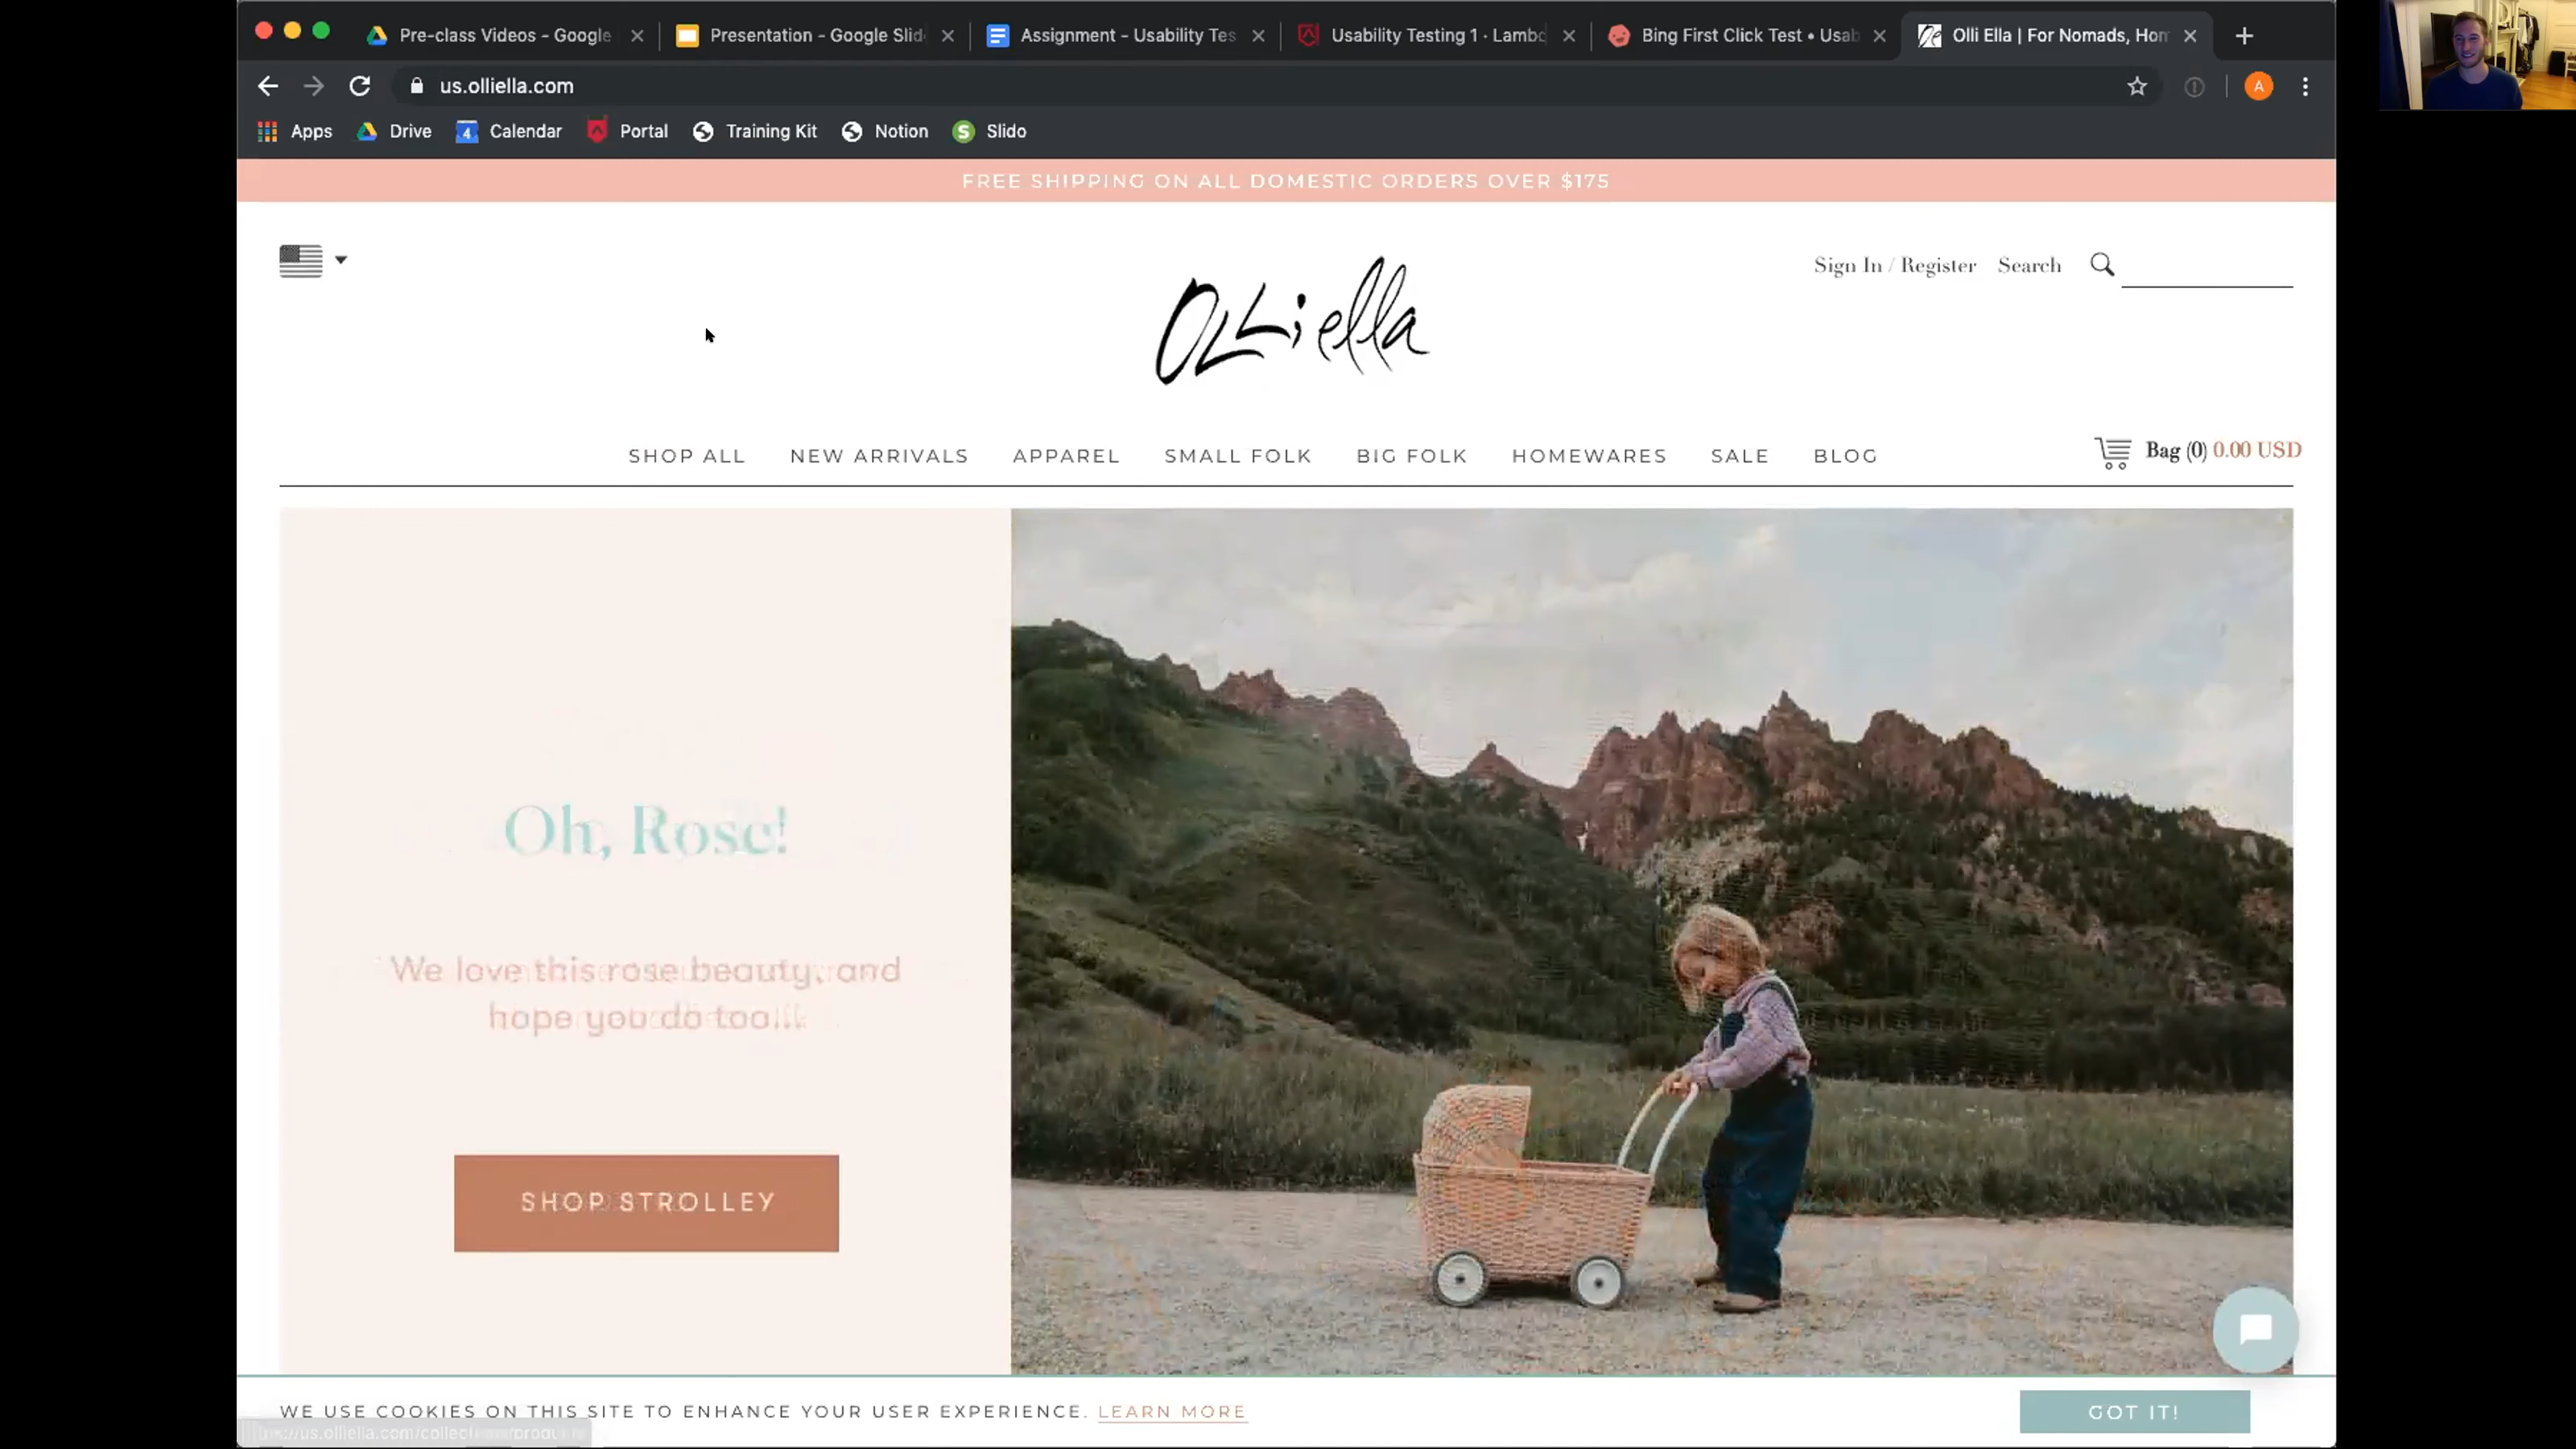 Pre-class Videos - Google
Presentation - Google Slid
Assignment - Usability Tes
Usability Testing 1 · Lambd
Bing First Click Test • Usab
Olli Ella | For Nomads, Hom
us.olliella.com
A
Apps
Drive
4
Calendar
Portal
Training Kit
Notion
S
Slido
FREE SHIPPING ON ALL DOMESTIC ORDERS OVER $175
Sign In / Register
Search
OLLiella
SHOP ALL
NEW ARRIVALS
APPAREL
SMALL FOLK
BIG FOLK
HOMEWARES
SALE
BLOG
Bag (0) 0.00 USD
Oh, Rose!
We love this rose beauty, and
hope you do too...
SHOP STROLLEY
WE USE COOKIES ON THIS SITE TO ENHANCE YOUR USER EXPERIENCE. LEARN MORE
GOT IT!